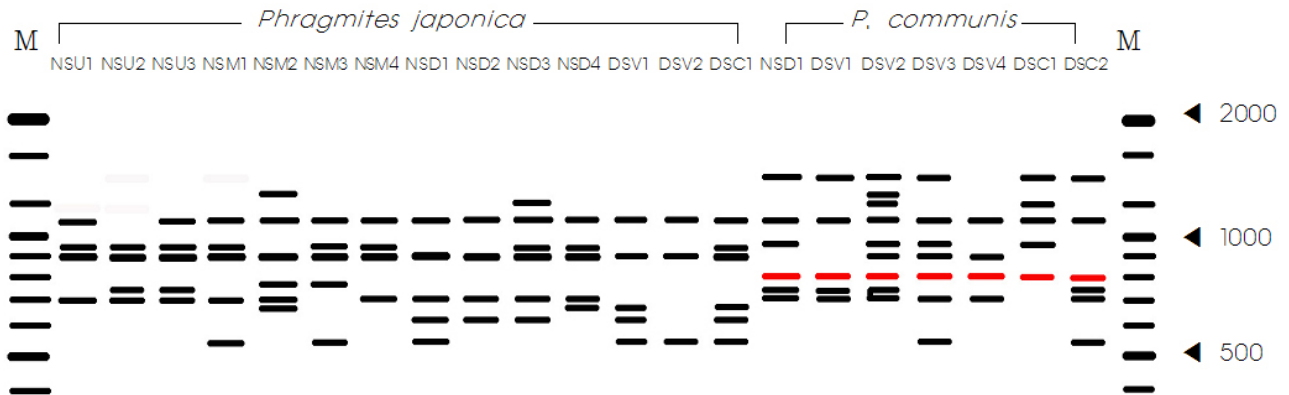 Phragmites japonica P. communis
M M
NSU1 NSU2 NSU3 NSM1 NSM2 NSM3 NSM4 NSD1 NSD2 NSD3 NSD4 DSV1 DSV2 DSC1 NSD1 DSV1 DSV2 DSV3 DSV4 DSC1 DSC2
◄ 2000
◄ 1000
◄ 500